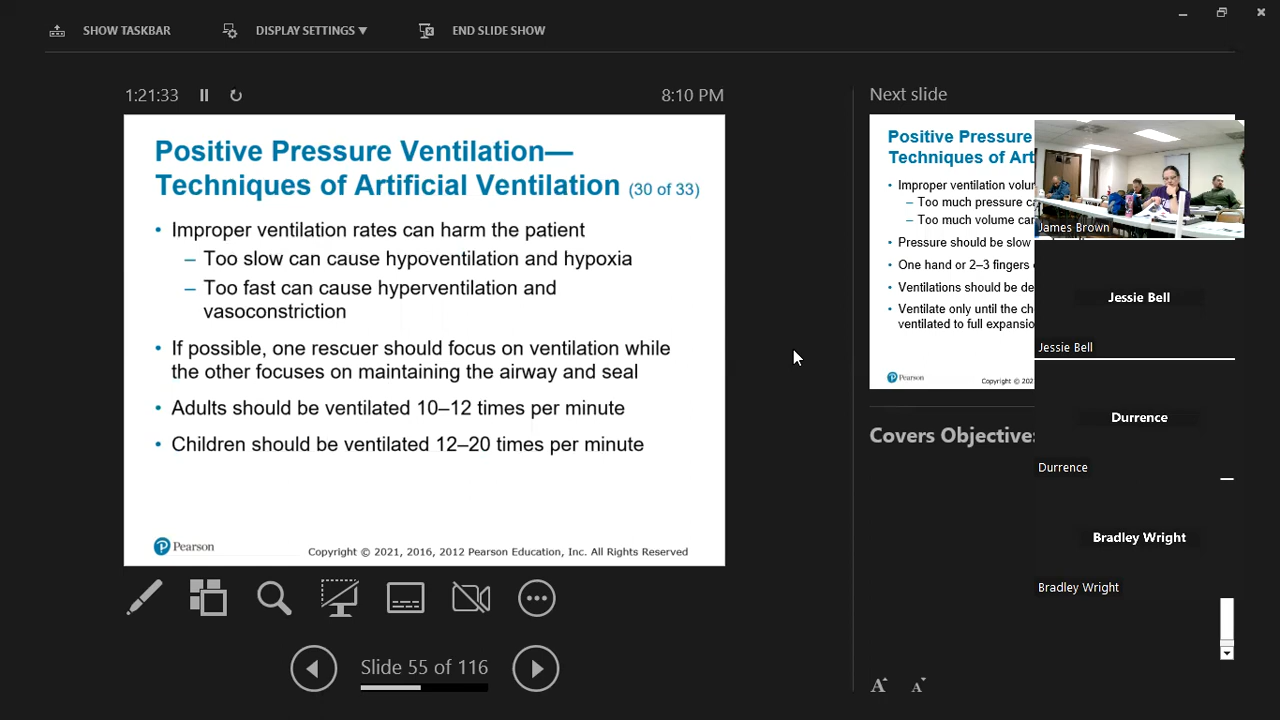 SHOW TASKBAR
DISPLAY SETTINGS ▼
END SLIDE SHOW
1:21:33
8:10 PM
Positive Pressure Ventilation—
Techniques of Artificial Ventilation (30 of 33)
• Improper ventilation rates can harm the patient
– Too slow can cause hypoventilation and hypoxia
– Too fast can cause hyperventilation and
vasoconstriction
• If possible, one rescuer should focus on ventilation while
the other focuses on maintaining the airway and seal
• Adults should be ventilated 10–12 times per minute
• Children should be ventilated 12–20 times per minute
Pearson
Copyright © 2021, 2016, 2012 Pearson Education, Inc. All Rights Reserved
Slide 55 of 116
Next slide
Positive Pressure
Techniques of Art
• Improper ventilation volu
– Too much pressure ca
– Too much volume can
• Pressure should be slow
• One hand or 2–3 fingers
• Ventilations should be de
• Ventilate only until the ch
ventilated to full expansio
Pearson
Copyright © 202
Covers Objective
James Brown
Jessie Bell
Jessie Bell
Durrence
Durrence
Bradley Wright
Bradley Wright
A
A